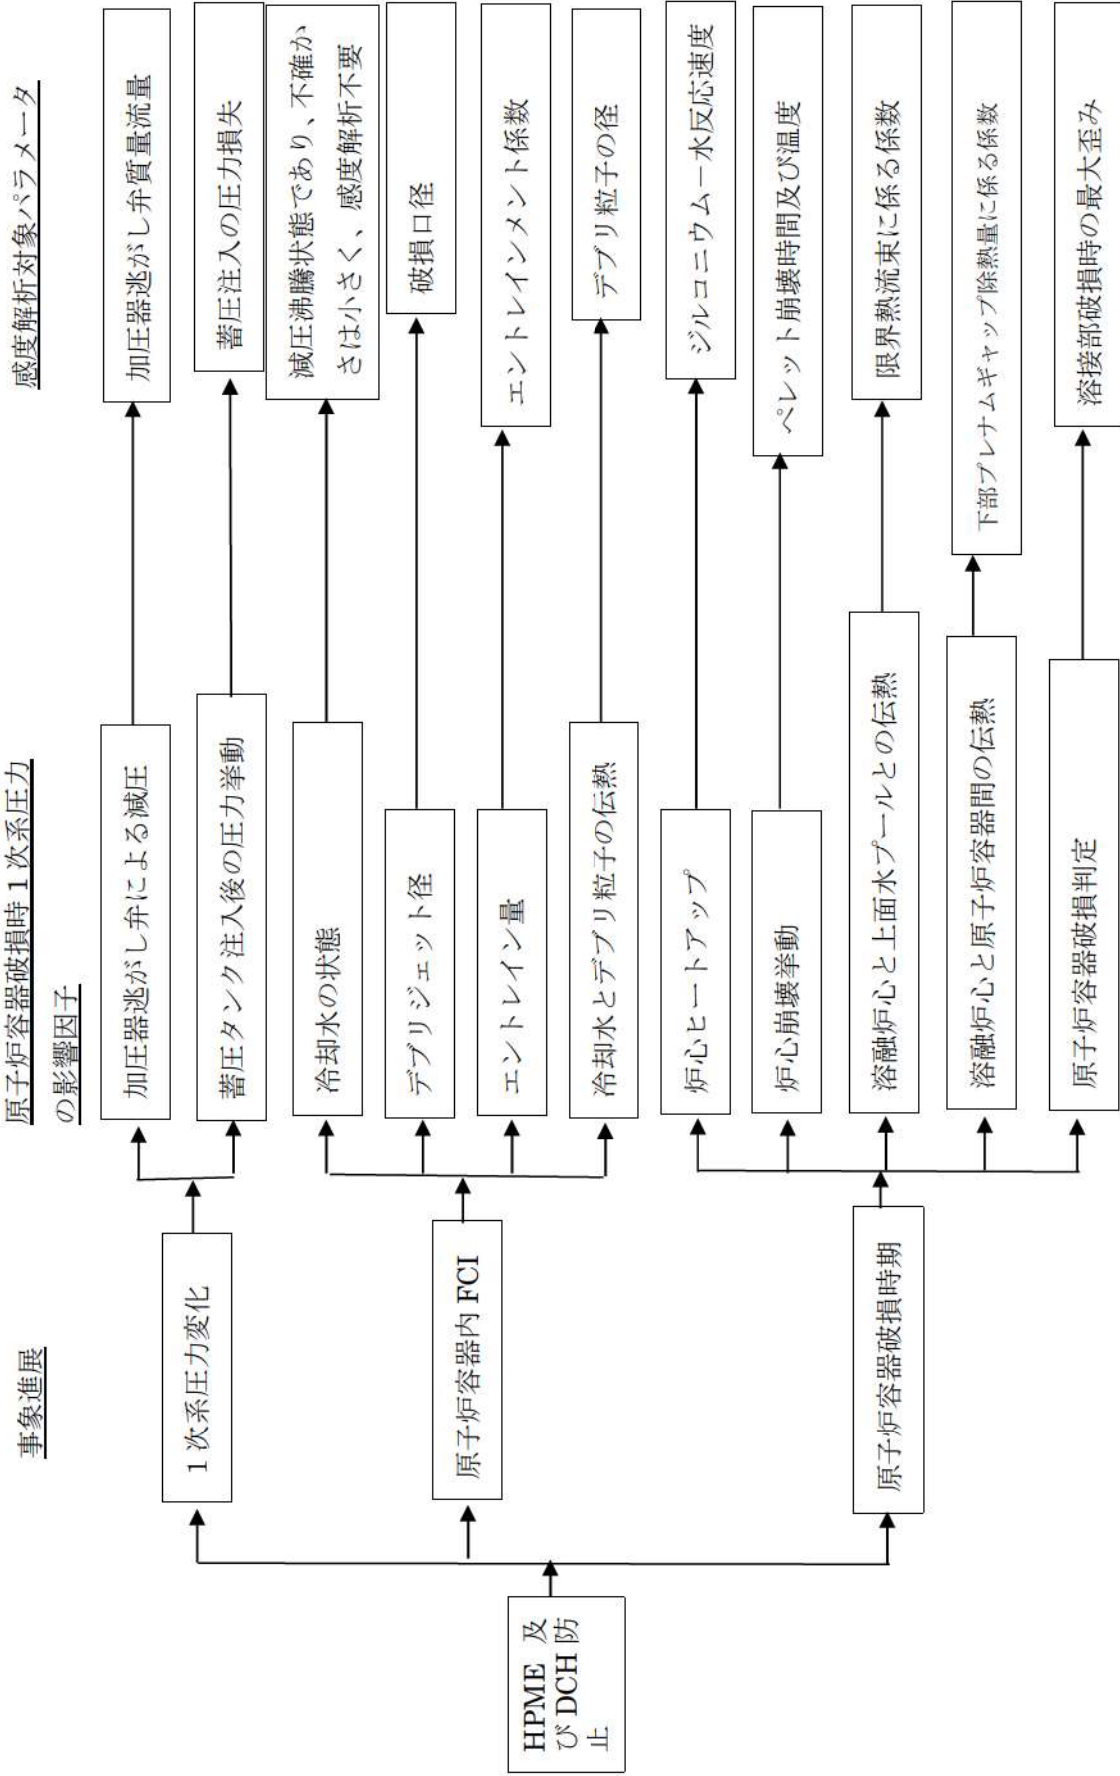 事象進展
原子炉容器破損時１次系圧力
の影響因子
感度解析対象パラメータ
HPME 及
び DCH 防
止
１次系圧力変化
加圧器逃がし弁による減圧
加圧器逃がし弁質量流量
蓄圧タンク注入後の圧力挙動
蓄圧注入の圧力損失
原子炉容器内 FCI
冷却水の状態
減圧沸騰状態であり、不確か
さは小さく、感度解析不要
デブリジェット径
破損口径
エントレイン量
エントレインメント係数
冷却水とデブリ粒子の伝熱
デブリ粒子の径
原子炉容器破損時期
炉心ヒートアップ
ジルコニウム－水反応速度
炉心崩壊挙動
ペレット崩壊時間及び温度
溶融炉心と上面水プールとの伝熱
限界熱流束に係る係数
溶融炉心と原子炉容器間の伝熱
下部プレナムギャップ除熱量に係る係数
原子炉容器破損判定
溶接部破損時の最大歪み